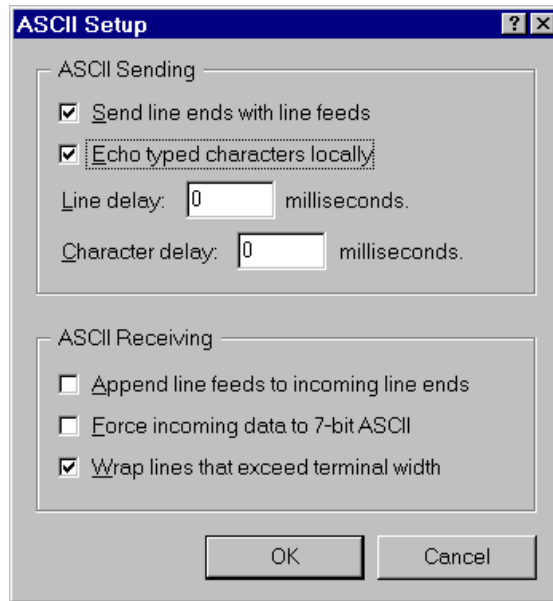 ASCII Setup
ASCII Sending
Send line ends with line feeds
Echo typed characters locally
Line delay: 0 milliseconds.
Character delay: 0 milliseconds.
ASCII Receiving
Append line feeds to incoming line ends
Force incoming data to 7-bit ASCII
Wrap lines that exceed terminal width
OK Cancel